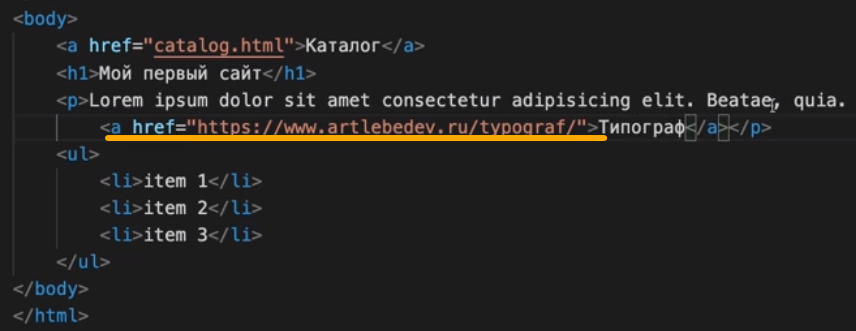 <body>
<a href="catalog.html">Каталог</a>
<h1>Мой первый сайт</h1>
<p>Lorem ipsum dolor sit amet consectetur adipisicing elit. Beatae, quia.
<a href="https://www.artlebedev.ru/typograf/">Типограф</a></p>
<ul>
<li>item 1</li>
<li>item 2</li>
<li>item 3</li>
</ul>
</body>
</html>